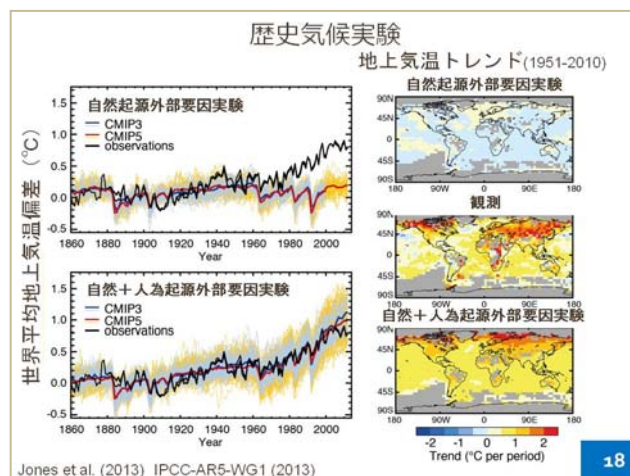 歴史気候実験
地上気温トレンド(1951-2010)
世界平均地上気温偏差 (℃)
自然起源外部要因実験
CMIP3
CMIP5
observations
1.5
1.0
0.5
0.0
-0.5
1860 1880 1900 1920 1940 1960 1980 2000
Year
自然＋人為起源外部要因実験
CMIP3
CMIP5
observations
1.5
1.0
0.5
0.0
-0.5
1860 1880 1900 1920 1940 1960 1980 2000
Year
自然起源外部要因実験
90N
45N
0
45S
90S
180 90W 0 90E 180
観測
90N
45N
0
45S
90S
180 90W 0 90E 180
自然＋人為起源外部要因実験
90N
45N
0
45S
90S
180 90W 0 90E 180
-2 -1 0 1 2
Trend (°C per period)
Jones et al. (2013) IPCC-AR5-WG1 (2013)
18